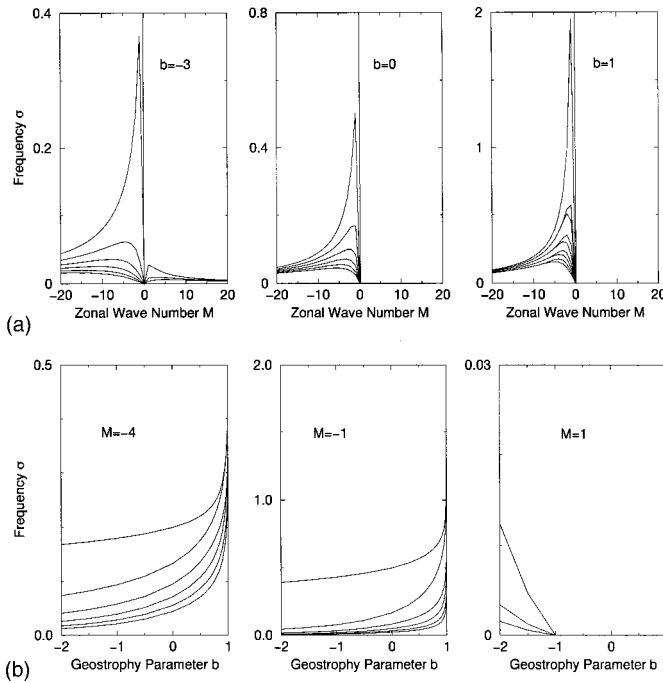 0.4
0.2
0
b=-3
-20 -10 0 10 20
Zonal Wave Number M
Frequency σ
0.8
0.4
0
b=0
-20 -10 0 10 20
Zonal Wave Number M
2
1
0
b=1
-20 -10 0 10 20
Zonal Wave Number M
(a)
0.5
0.0
M=-4
-2 -1 0 1
Geostrophy Parameter b
Frequency σ
2.0
1.0
0.0
M=-1
-2 -1 0 1
Geostrophy Parameter b
0.03
0
M=1
-2 -1 0 1
Geostrophy Parameter b
(b)